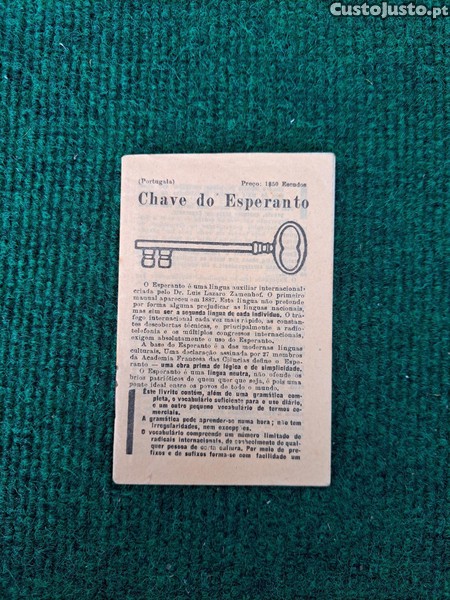 CustoJusto.pt
(Portugala) Preço: 1$50 Escudos
Chave do Esperanto
O Esperanto é uma língua auxiliar internacional
criada pelo Dr. Luís Lázaro Zamenhof. O primeiro
manual apareceu em 1887. Esta língua não pretende
por forma alguma prejudicar as línguas nacionais,
mas sim ser a segunda língua de cada indivíduo. O trá-
fego internacional cada vez mais rápido, as constan-
tes descobertas técnicas, e principalmente a radio-
telefonia e os múltiplos congressos internacionais,
exigem absolutamente o uso do Esperanto.
A base do Esperanto é a das modernas línguas
culturais. Uma declaração assinada por 27 membros
da Academia Francesa das Ciências define o Espe-
ranto — uma obra prima de lógica e de simplicidade.
O Esperanto é uma língua neutra, não ofende os
brios patrióticos de quem quer que seja, é pois uma
ponte ideal entre os povos de todo o mundo.
Este livrito contém, além de uma gramática com-
pleta, o vocabulário suficiente para o uso diário,
e um outro pequeno vocabulário de termos co-
merciais.
A gramática pode aprender-se numa hora; não tem
irregularidades, nem excepções.
O vocabulário compreende um número limitado de
radicais internacionais, do conhecimento de qual-
quer pessoa de certa cultura. Por meio de pre-
fixos e de sufixos forma-se com facilidade um